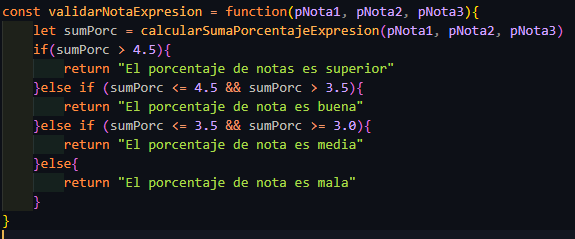 const validarNotaExpresion = function(pNota1, pNota2, pNota3){
    let sumPorc = calcularSumaPorcentajeExpresion(pNota1, pNota2, pNota3)
    if(sumPorc > 4.5){
        return "El porcentaje de notas es superior"
    }else if (sumPorc <= 4.5 && sumPorc > 3.5){
        return "El porcentaje de nota es buena"
    }else if (sumPorc <= 3.5 && sumPorc >= 3.0){
        return "El porcentaje de nota es media"
    }else{
        return "El porcentaje de nota es mala"
    }
}